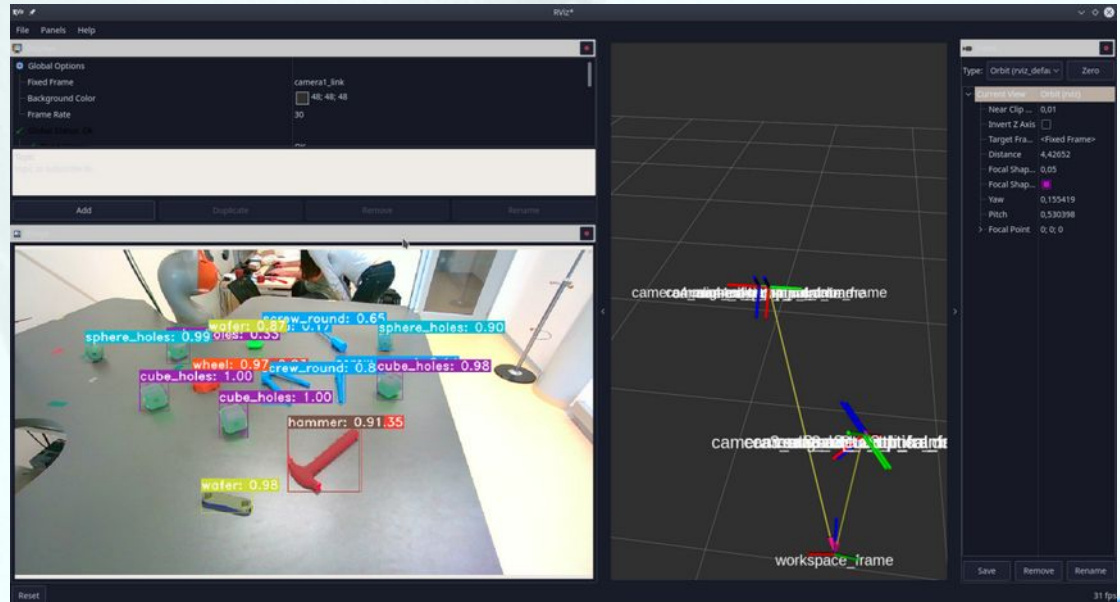 RViz*
File Panels Help
Global Options
Fixed Frame camera1_link
Background Color 48; 48; 48
Frame Rate 30
Global Status: Ok
Add Duplicate Remove Rename
screw_round: 0.65
wafer: 0.87
sphere_holes: 0.90
sphere_holes: 0.99
wheel: 0.97
crew_round: 0.8
cube_holes: 0.98
cube_holes: 1.00
cube_holes: 1.00
hammer: 0.91
.35
wafer: 0.98
Reset
workspace_frame
Type: Orbit (rviz_defau Zero
Current View Orbit (rviz)
Near Clip ... 0,01
Invert Z Axis
Target Fra... <Fixed Frame>
Distance 4,42652
Focal Shap... 0,05
Focal Shap...
Yaw 0,155419
Pitch 0,530398
Focal Point 0; 0; 0
Save Remove Rename
31 fps